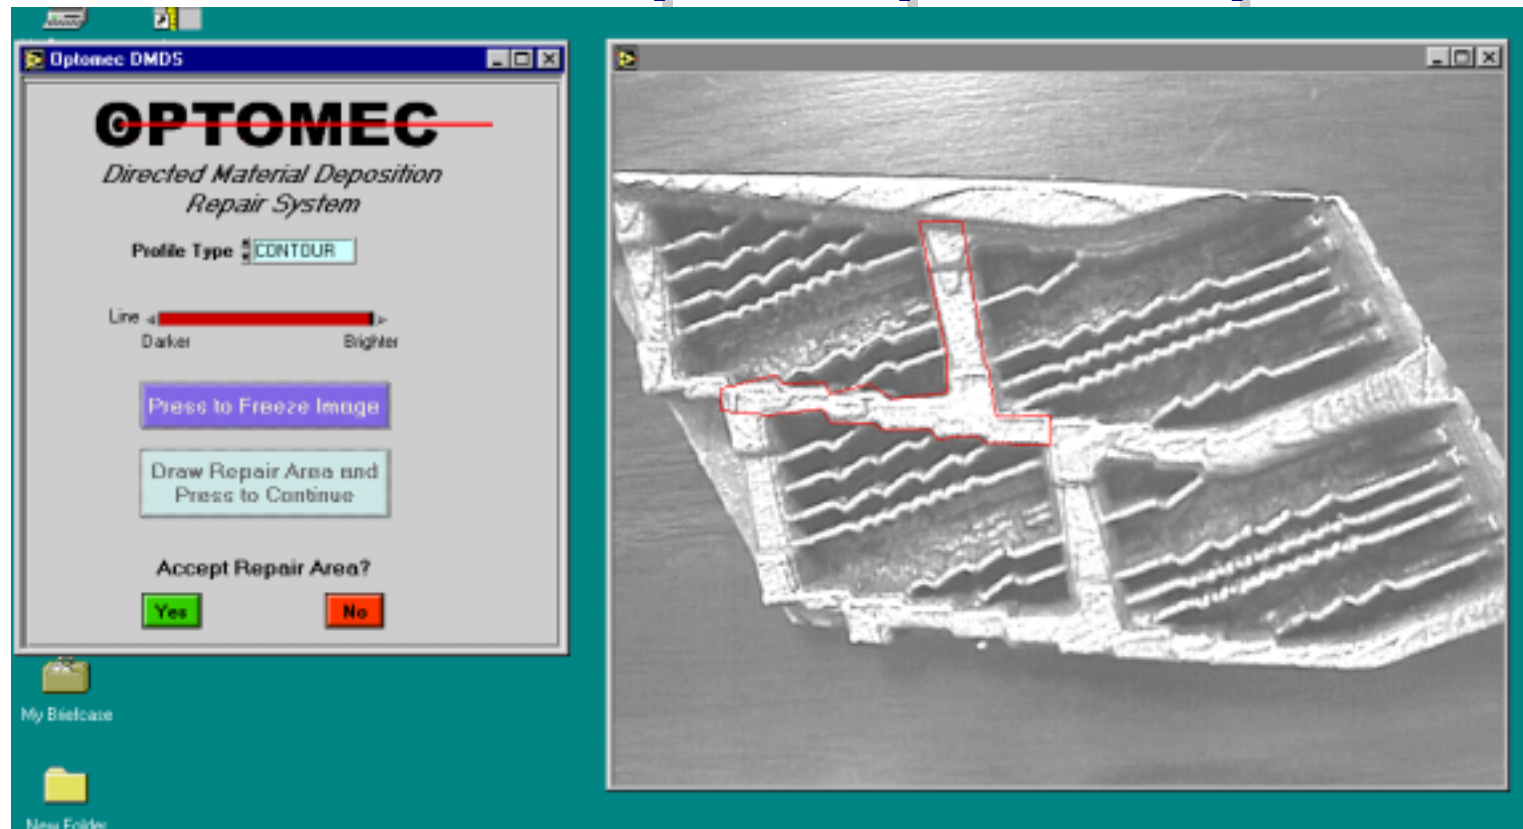 Optomec DMDS
OPTOMEC
Directed Material Deposition
Repair System
Profile Type CONTOUR
Line
Darker Brighter
Press to Freeze Image
Draw Repair Area and
Press to Continue
Accept Repair Area?
Yes No
My Briefcase
New Folder